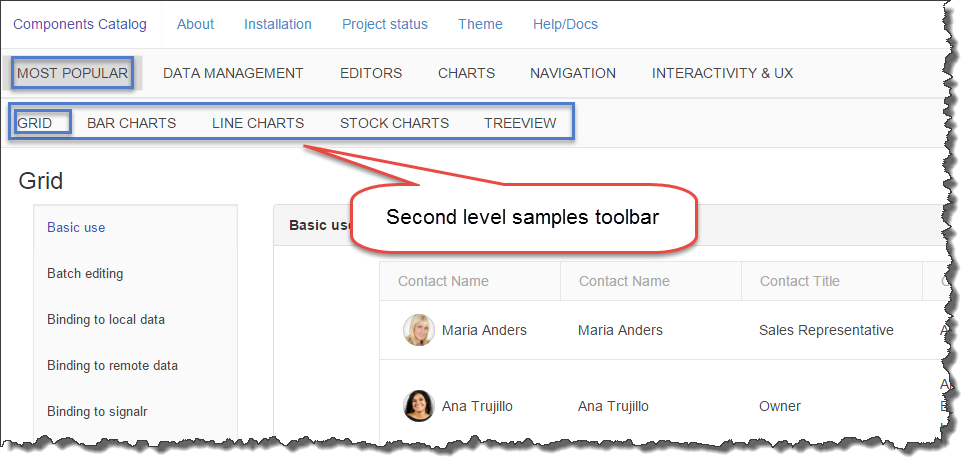 Components Catalog About Installation Project status Theme Help/Docs
MOST POPULAR DATA MANAGEMENT EDITORS CHARTS NAVIGATION INTERACTIVITY & UX
GRID BAR CHARTS LINE CHARTS STOCK CHARTS TREEVIEW
Grid
Second level samples toolbar
Basic use
Batch editing
Binding to local data
Binding to remote data
Binding to signalr
Basic use
Contact Name Contact Name Contact Title
Maria Anders Maria Anders Sales Representative
Ana Trujillo Ana Trujillo Owner